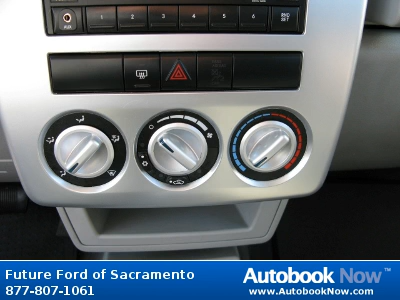 AUX 1 2 3 4 5 6 RND SET
Future Ford of Sacramento
877-807-1061
Autobook Now™
www.AutobookNow.com